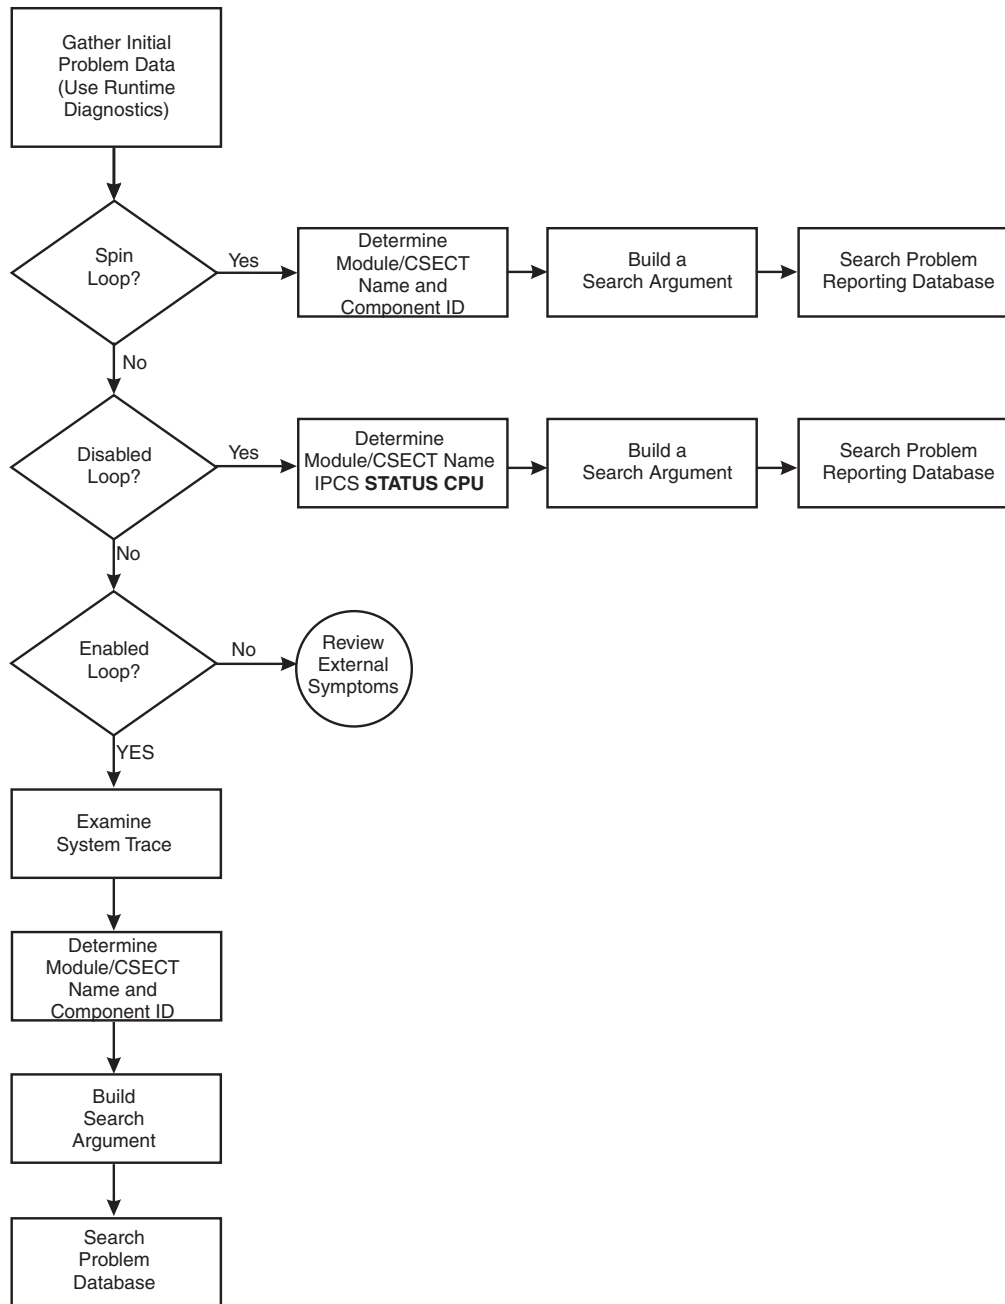 Gather Initial
Problem Data
(Use Runtime
Diagnostics)
Spin
Loop?
Yes
Determine
Module/CSECT
Name and
Component ID
Build a
Search Argument
Search Problem
Reporting Database
No
Disabled
Loop?
Yes
Determine
Module/CSECT Name
IPCS STATUS CPU
Build a
Search Argument
Search Problem
Reporting Database
No
Enabled
Loop?
No
Review
External
Symptoms
YES
Examine
System Trace
Determine
Module/CSECT
Name and
Component ID
Build
Search
Argument
Search
Problem
Database